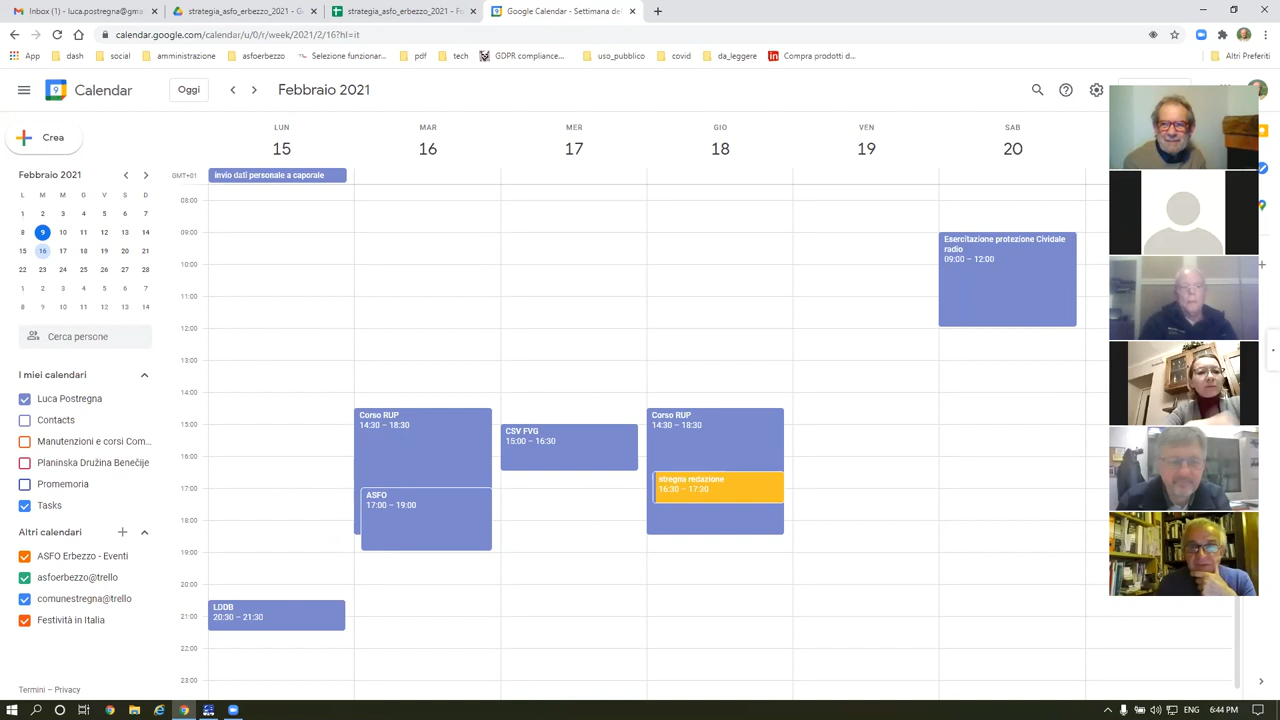 Inbox (1) - luca.postregna@gma
strategia_asfo_erbezzo_2021 - G
strategia_asfo_erbezzo_2021 - Fo
Google Calendar - Settimana de
calendar.google.com/calendar/u/0/r/week/2021/2/16?hl=it
App
dash
social
amministrazione
asfoerbezzo
Selezione funzionar...
pdf
tech
GDPR compliance...
uso_pubblico
covid
da_leggere
Compra prodotti d...
Altri Preferiti
9
Calendar
Oggi
Febbraio 2021
Crea
LUN
MAR
MER
GIO
VEN
SAB
15
16
17
18
19
20
GMT+01
invio dati personale a caporale
Febbraio 2021
L M M G V S D
1 2 3 4 5 6 7
8 9 10 11 12 13 14
15 16 17 18 19 20 21
22 23 24 25 26 27 28
1 2 3 4 5 6 7
8 9 10 11 12 13 14
Cerca persone
I miei calendari
Luca Postregna
Contacts
Manutenzioni e corsi Com...
Planinska Družina Benečije
Promemoria
Tasks
Altri calendari
ASFO Erbezzo - Eventi
asfoerbezzo@trello
comunestregna@trello
Festività in Italia
Termini – Privacy
08:00
09:00
10:00
11:00
12:00
13:00
14:00
15:00
16:00
17:00
18:00
19:00
20:00
21:00
22:00
23:00
LDDB
20:30 – 21:30
Corso RUP
14:30 – 18:30
ASFO
17:00 – 19:00
CSV FVG
15:00 – 16:30
Corso RUP
14:30 – 18:30
stregna redazione
16:30 – 17:30
Esercitazione protezione Cividale
radio
09:00 – 12:00
ENG
6:44 PM